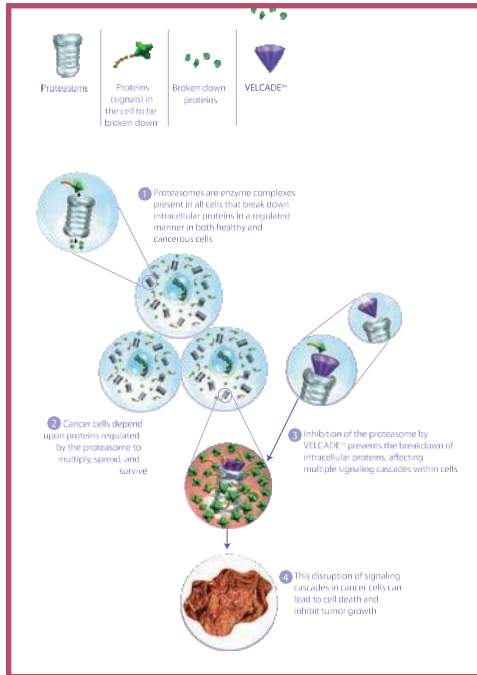 Proteasome
Proteins
(signals) in
the cell to be
broken down
Broken down
proteins
VELCADE™
1 Proteasomes are enzyme complexes
present in all cells that break down
intracellular proteins in a regulated
manner in both healthy and
cancerous cells
2 Cancer cells depend
upon proteins regulated
by the proteasome to
multiply, spread, and
survive
3 Inhibition of the proteasome by
VELCADE™ prevents the breakdown of
intracellular proteins, affecting
multiple signaling cascades within cells
4 This disruption of signaling
cascades in cancer cells can
lead to cell death and
inhibit tumor growth